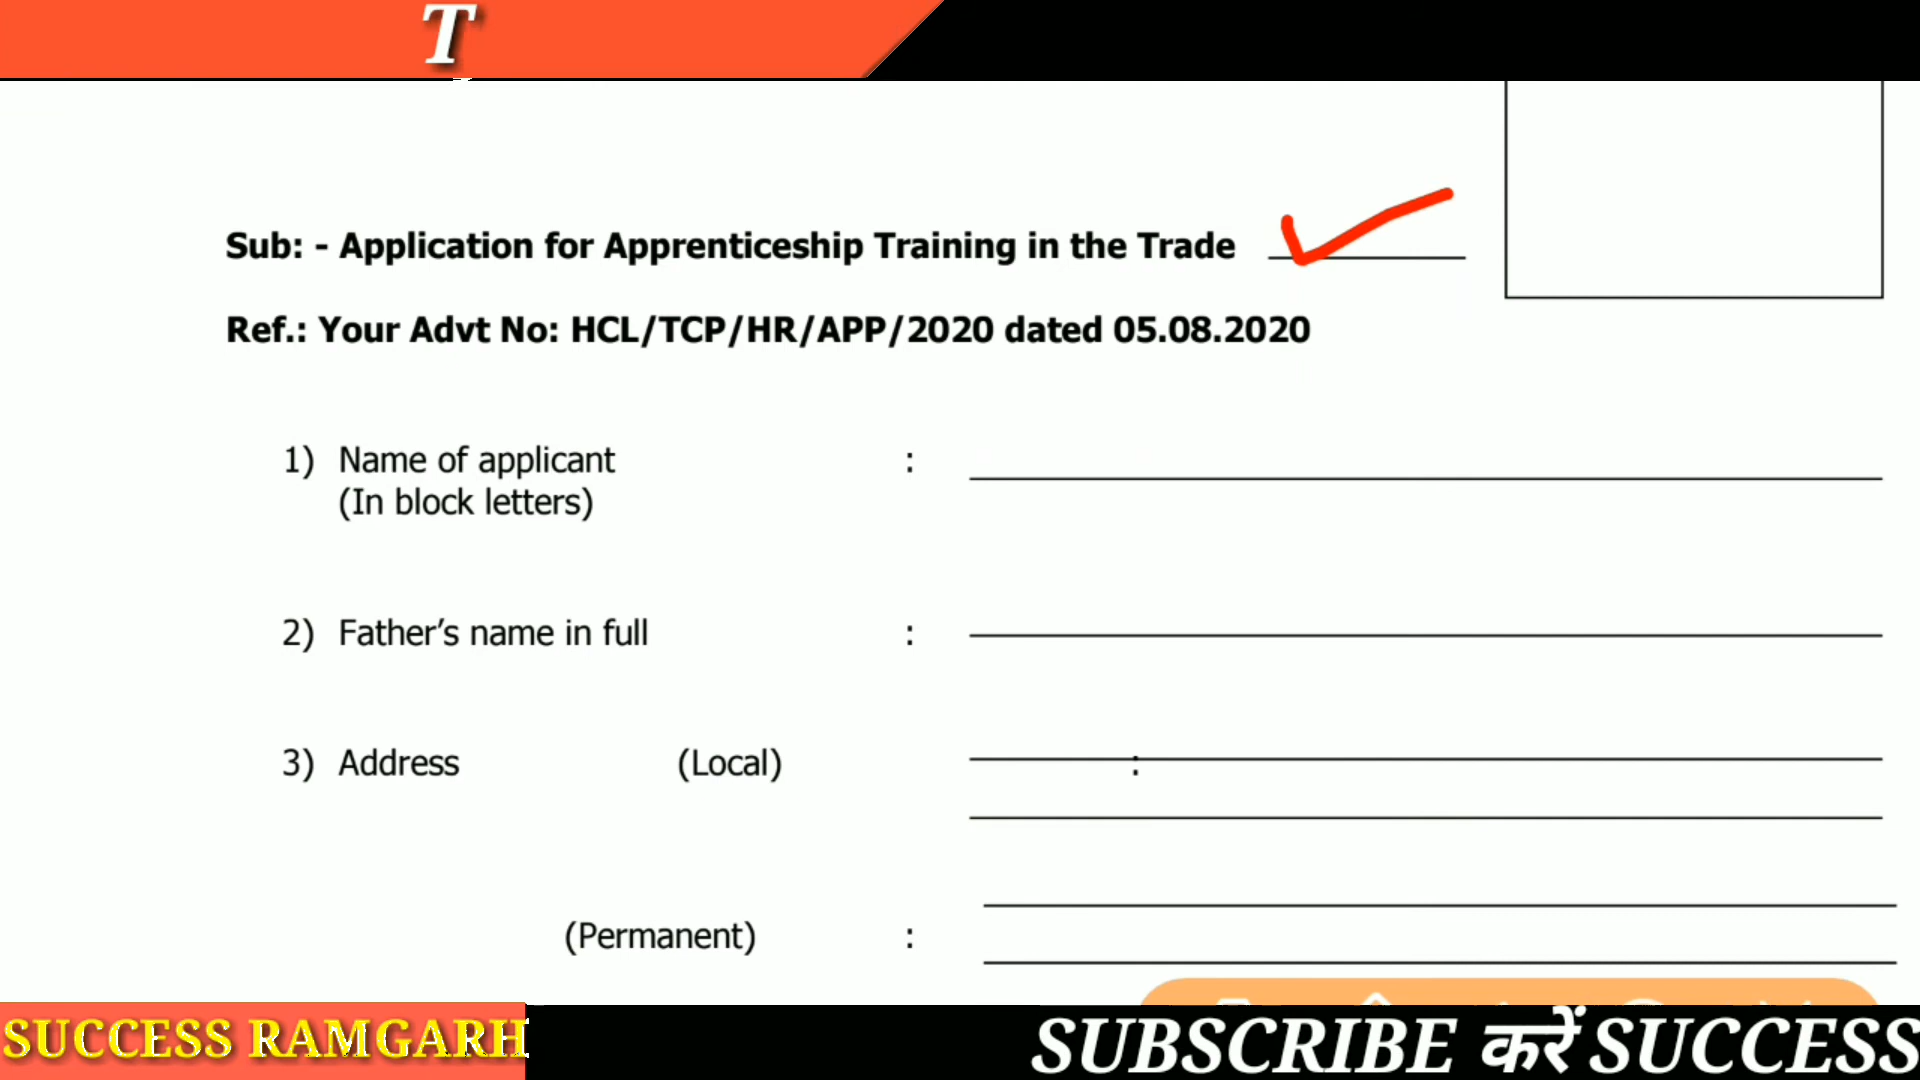 T
Sub: - Application for Apprenticeship Training in the Trade
Ref.: Your Advt No: HCL/TCP/HR/APP/2020 dated 05.08.2020
1) Name of applicant :
(In block letters)
2) Father’s name in full :
3) Address (Local) :
(Permanent) :
SUCCESS RAMGARH
SUBSCRIBE करें SUCCESS